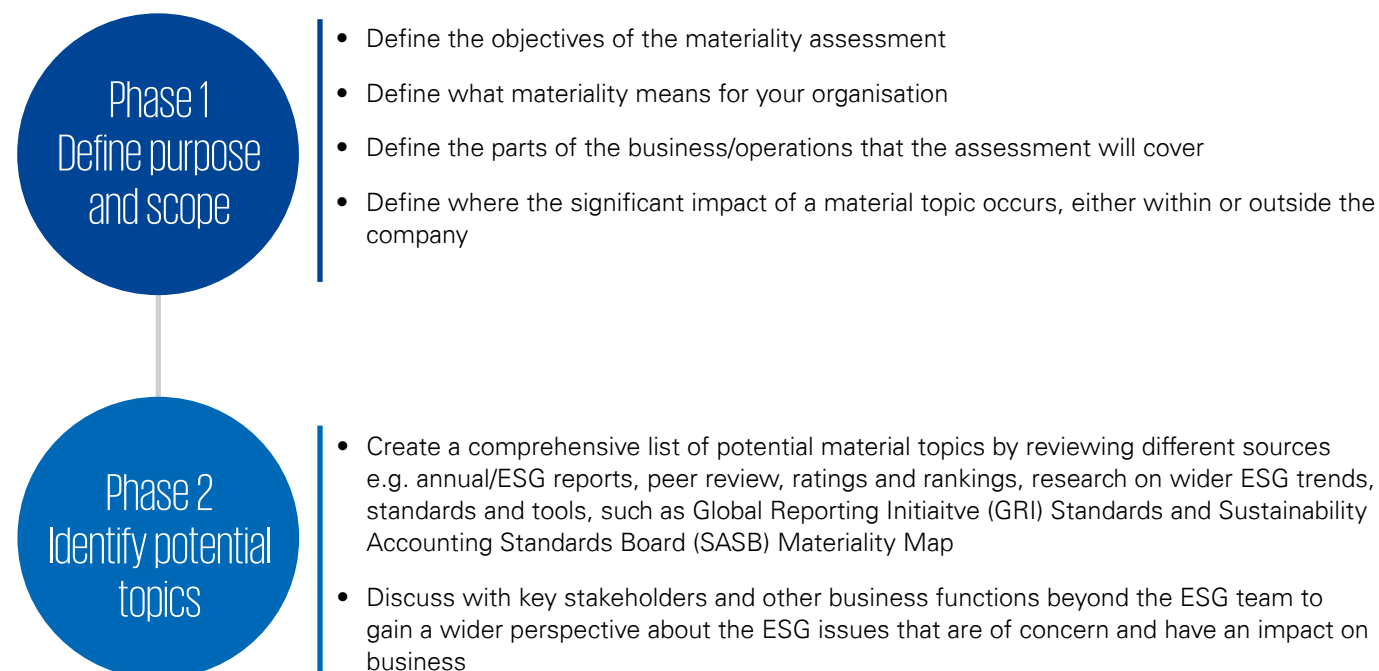 Phase 1
Define purpose
and scope
• Define the objectives of the materiality assessment
• Define what materiality means for your organisation
• Define the parts of the business/operations that the assessment will cover
• Define where the significant impact of a material topic occurs, either within or outside the
company
Phase 2
Identify potential
topics
• Create a comprehensive list of potential material topics by reviewing different sources
e.g. annual/ESG reports, peer review, ratings and rankings, research on wider ESG trends,
standards and tools, such as Global Reporting Initiaitve (GRI) Standards and Sustainability
Accounting Standards Board (SASB) Materiality Map
• Discuss with key stakeholders and other business functions beyond the ESG team to
gain a wider perspective about the ESG issues that are of concern and have an impact on
business